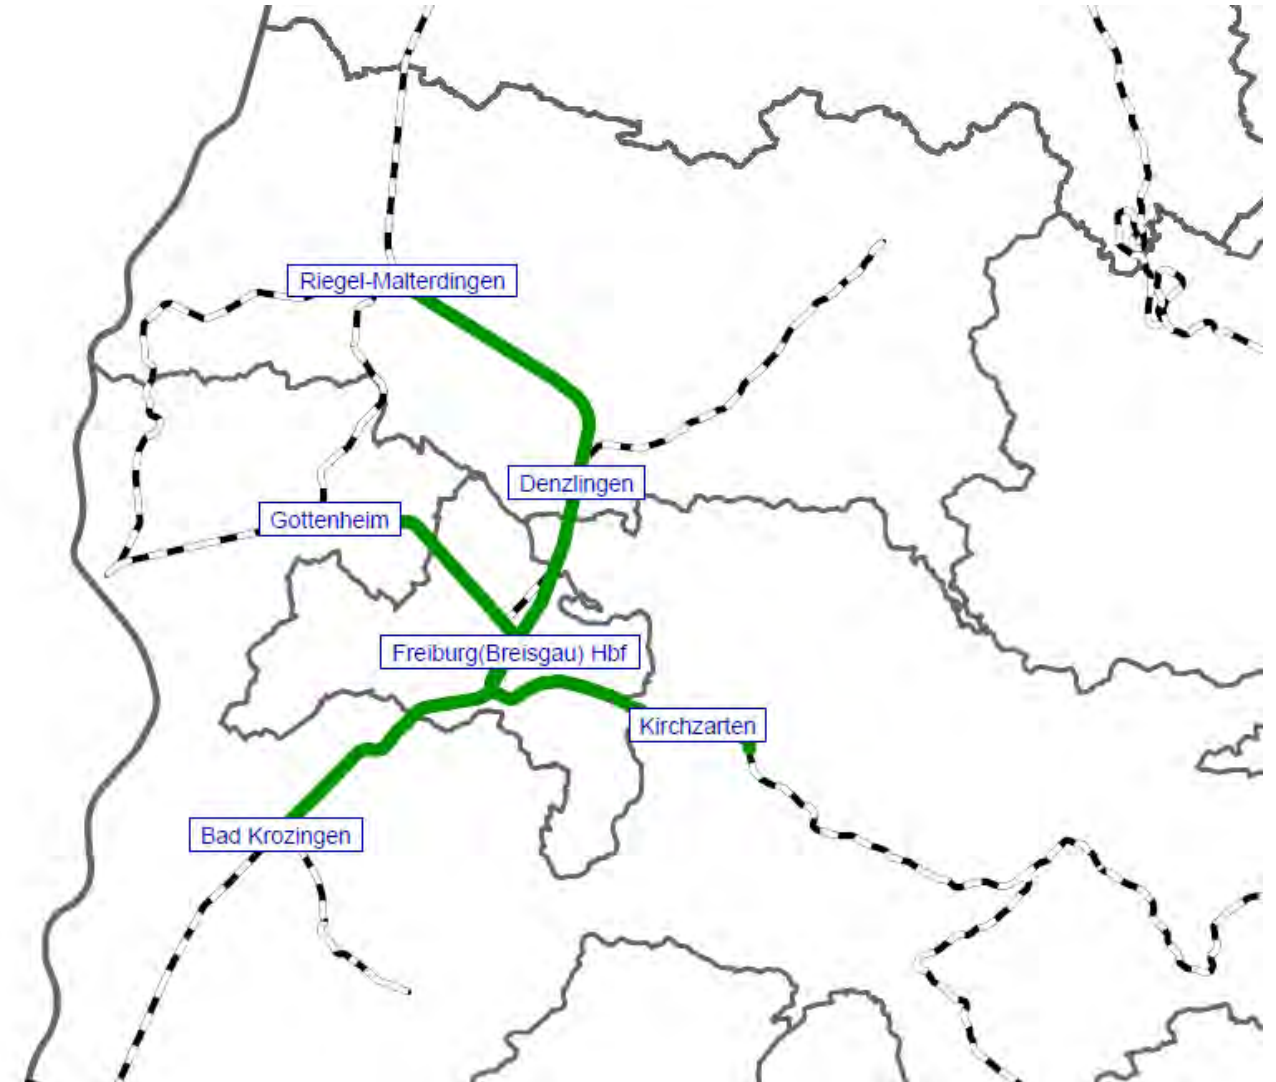 Riegel-Malterdingen
Denzlingen
Gottenheim
Freiburg(Breisgau) Hbf
Kirchzarten
Bad Krozingen